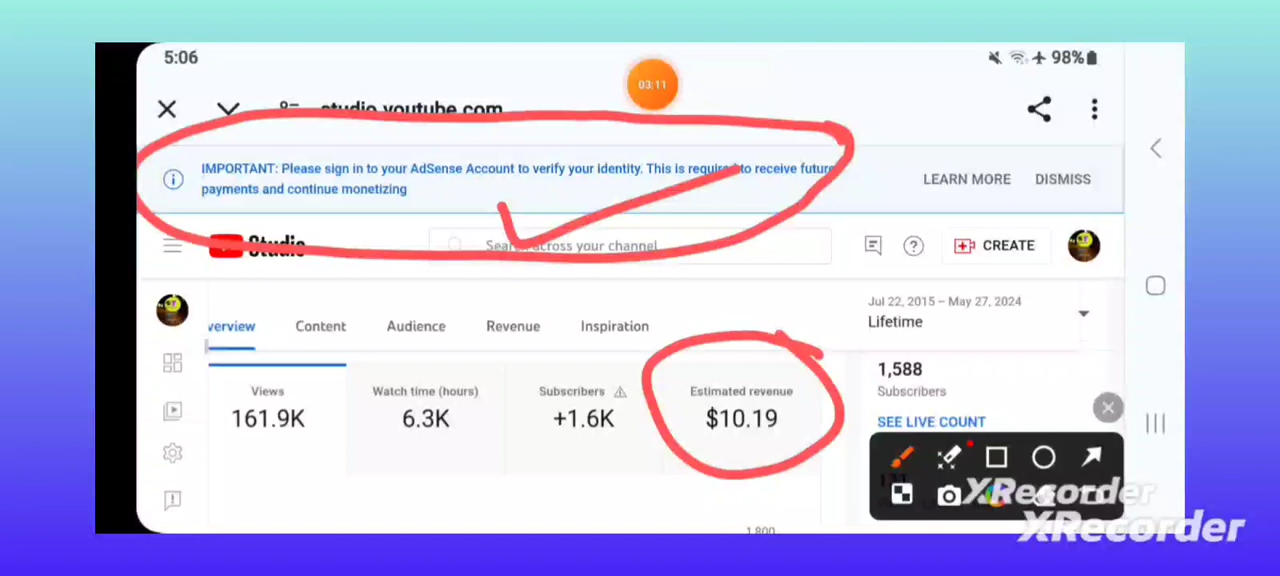 5:06
98%
03:11
studio.youtube.com
IMPORTANT: Please sign in to your AdSense Account to verify your identity. This is required to receive future
payments and continue monetizing
LEARN MORE
DISMISS
Studio
Search across your channel
CREATE
Jul 22, 2015 – May 27, 2024
Lifetime
verview
Content
Audience
Revenue
Inspiration
Views
161.9K
Watch time (hours)
6.3K
Subscribers
+1.6K
Estimated revenue
$10.19
1,588
Subscribers
SEE LIVE COUNT
XRecorder
XRecorder
1,800